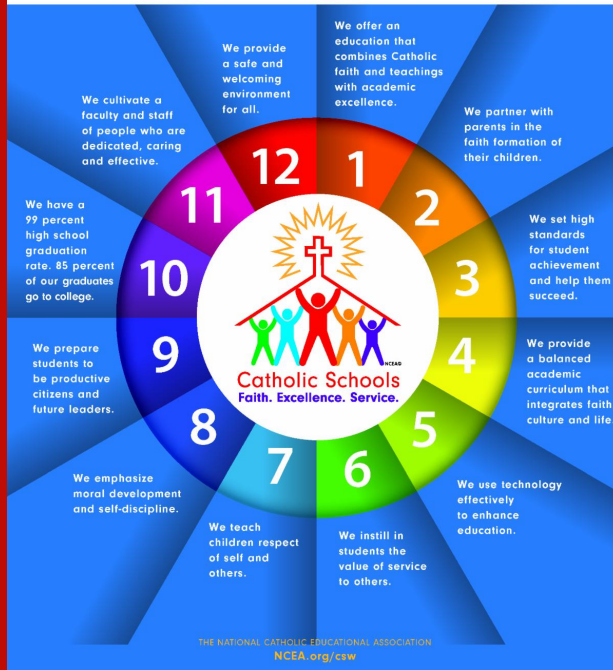 12
We provide
a safe and
welcoming
environment
for all.
1
We offer an
education that
combines Catholic
faith and teachings
with academic
excellence.
2
We partner with
parents in the
faith formation of
their children.
3
We set high
standards
for student
achievement
and help them
succeed.
4
We provide
a balanced
academic
curriculum that
integrates faith
culture and life
5
We use technology
effectively
to enhance
education.
6
We instill in
students the
value of service
to others.
7
We teach
children respect
of self and
others.
8
We emphasize
moral development
and self-discipline.
9
We prepare
students to
be productive
citizens and
future leaders.
10
We have a
99 percent
high school
graduation
rate. 85 percent
of our graduates
go to college.
11
We cultivate a
faculty and staff
of people who are
dedicated, caring
and effective.
NCEA©
Catholic Schools
Faith. Excellence. Service.
THE NATIONAL CATHOLIC EDUCATIONAL ASSOCIATION
NCEA.org/csw